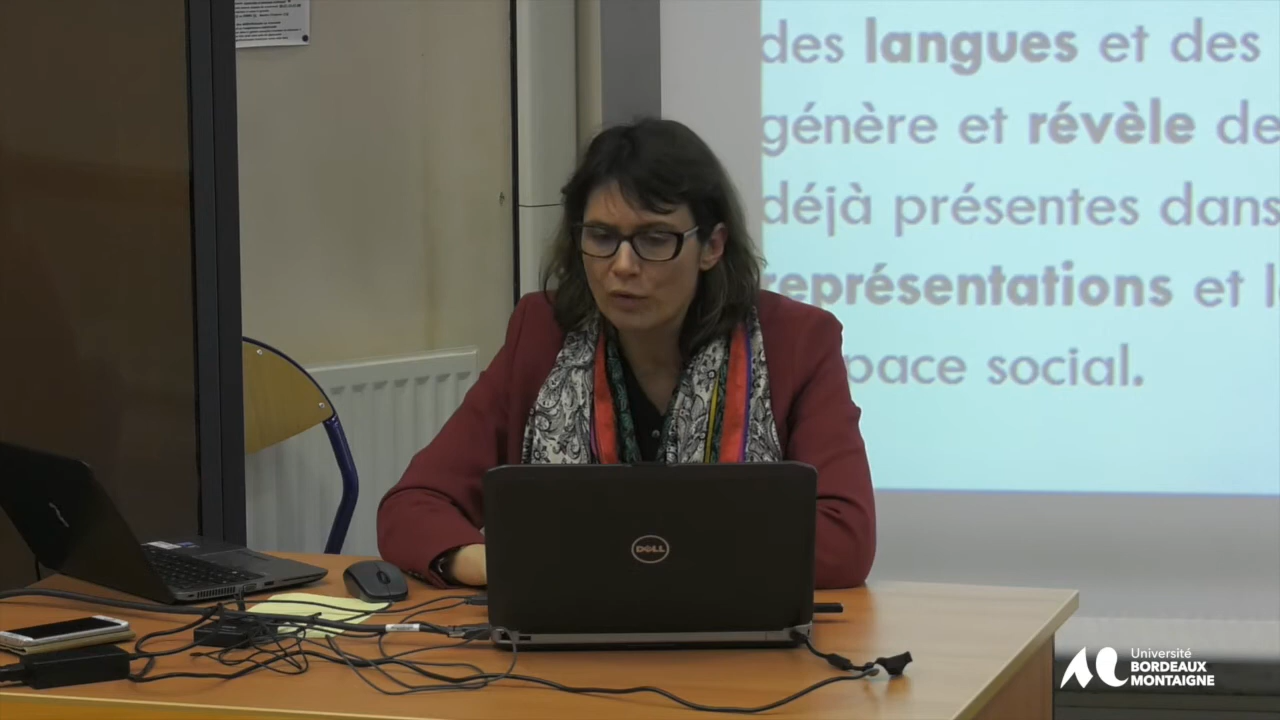 des langues et des
génère et révèle de
déjà présentes dans
représentations et l
pace social.
DELL
Université
BORDEAUX
MONTAIGNE